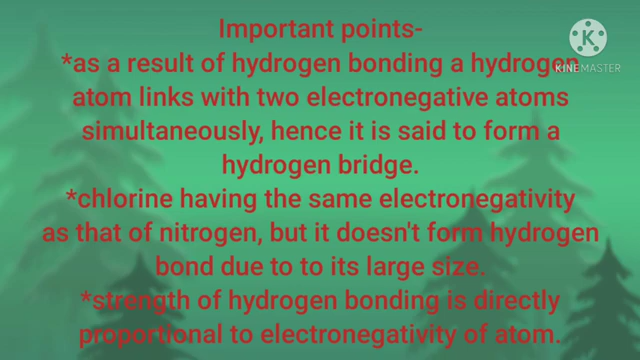 Important points-
*as a result of hydrogen bonding a hydrogen
atom links with two electronegative atoms
simultaneously, hence it is said to form a
hydrogen bridge.
*chlorine having the same electronegativity
as that of nitrogen, but it doesn't form hydrogen
bond due to to its large size.
*strength of hydrogen bonding is directly
proportional to electronegativity of atom.
K
KINEMASTER